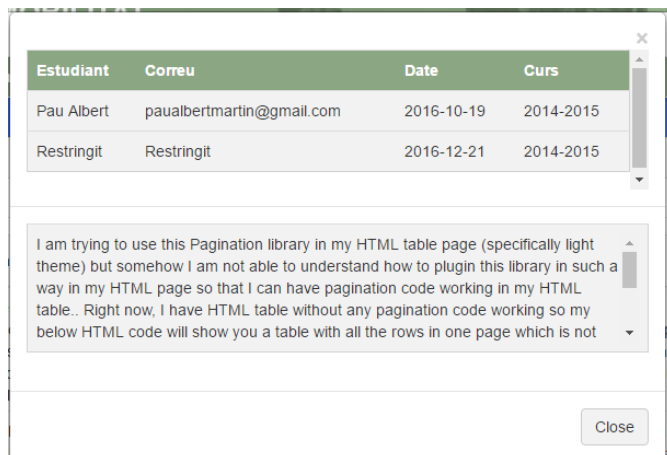 ×
Estudiant Correu Date Curs
Pau Albert paualbertmartin@gmail.com 2016-10-19 2014-2015
Restringit Restringit 2016-12-21 2014-2015
I am trying to use this Pagination library in my HTML table page (specifically light
theme) but somehow I am not able to understand how to plugin this library in such a
way in my HTML page so that I can have pagination code working in my HTML
table.. Right now, I have HTML table without any pagination code working so my
below HTML code will show you a table with all the rows in one page which is not
Close